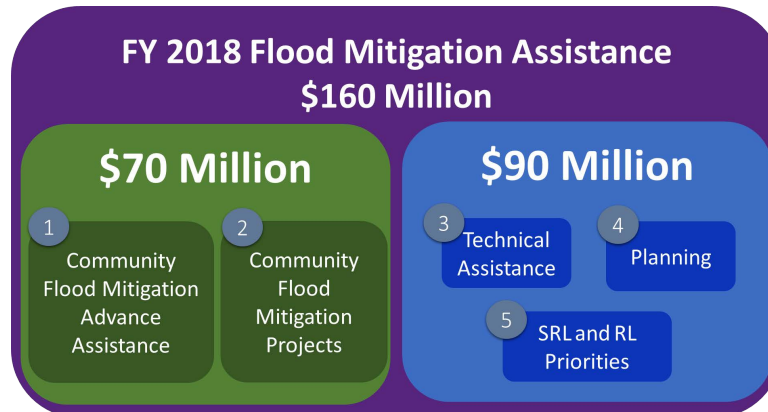 FY 2018 Flood Mitigation Assistance
$160 Million
$70 Million
1
Community
Flood Mitigation
Advance
Assistance
2
Community
Flood
Mitigation
Projects
$90 Million
3
Technical
Assistance
4
Planning
5
SRL and RL
Priorities